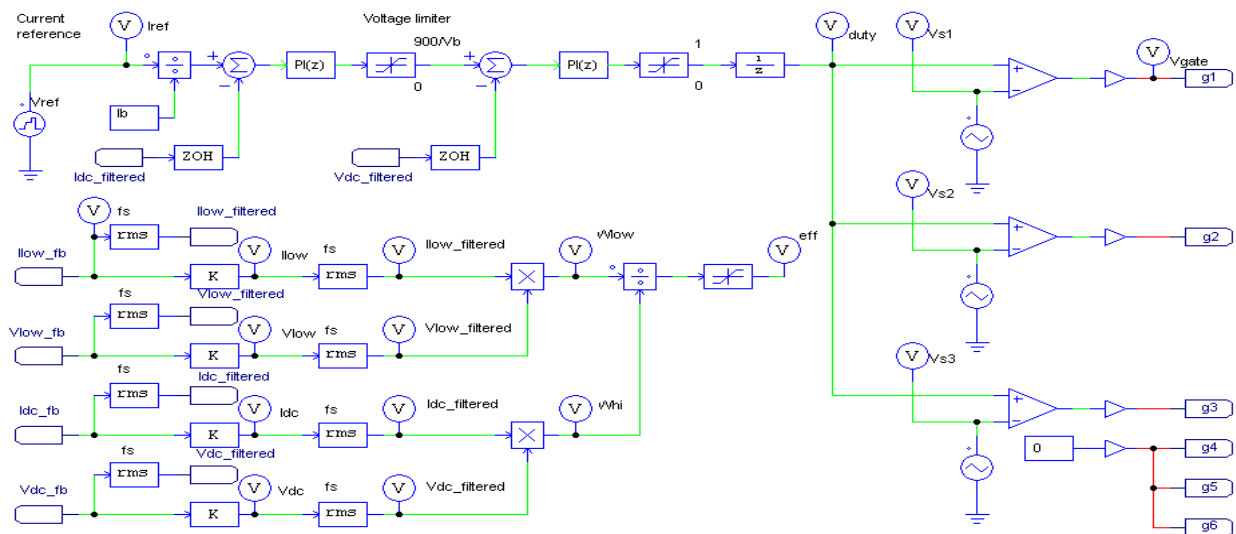 Current
reference
Iref
Voltage limiter
900/Vb
0
1
0
duty
Vs1
Vgate
V
V
V
V
÷
Σ
PI(z)
Σ
PI(z)
1
z
g1
Vref
Ib
ZOH
Idc_filtered
ZOH
Vdc_filtered
V
Vs2
g2
V
Vs3
g3
0
g4
g5
g6
V
fs
Ilow_filtered
rms
Ilow_fb
K
V
Ilow
fs
rms
V
Ilow_filtered
V
Wlow
÷
V
eff
fs
Vlow_filtered
rms
Vlow_fb
K
V
Vlow
fs
rms
V
Vlow_filtered
fs
Idc_filtered
rms
Idc_fb
K
V
Idc
fs
rms
V
Idc_filtered
V
Whi
fs
Vdc_filtered
rms
Vdc_fb
K
V
Vdc
fs
rms
V
Vdc_filtered